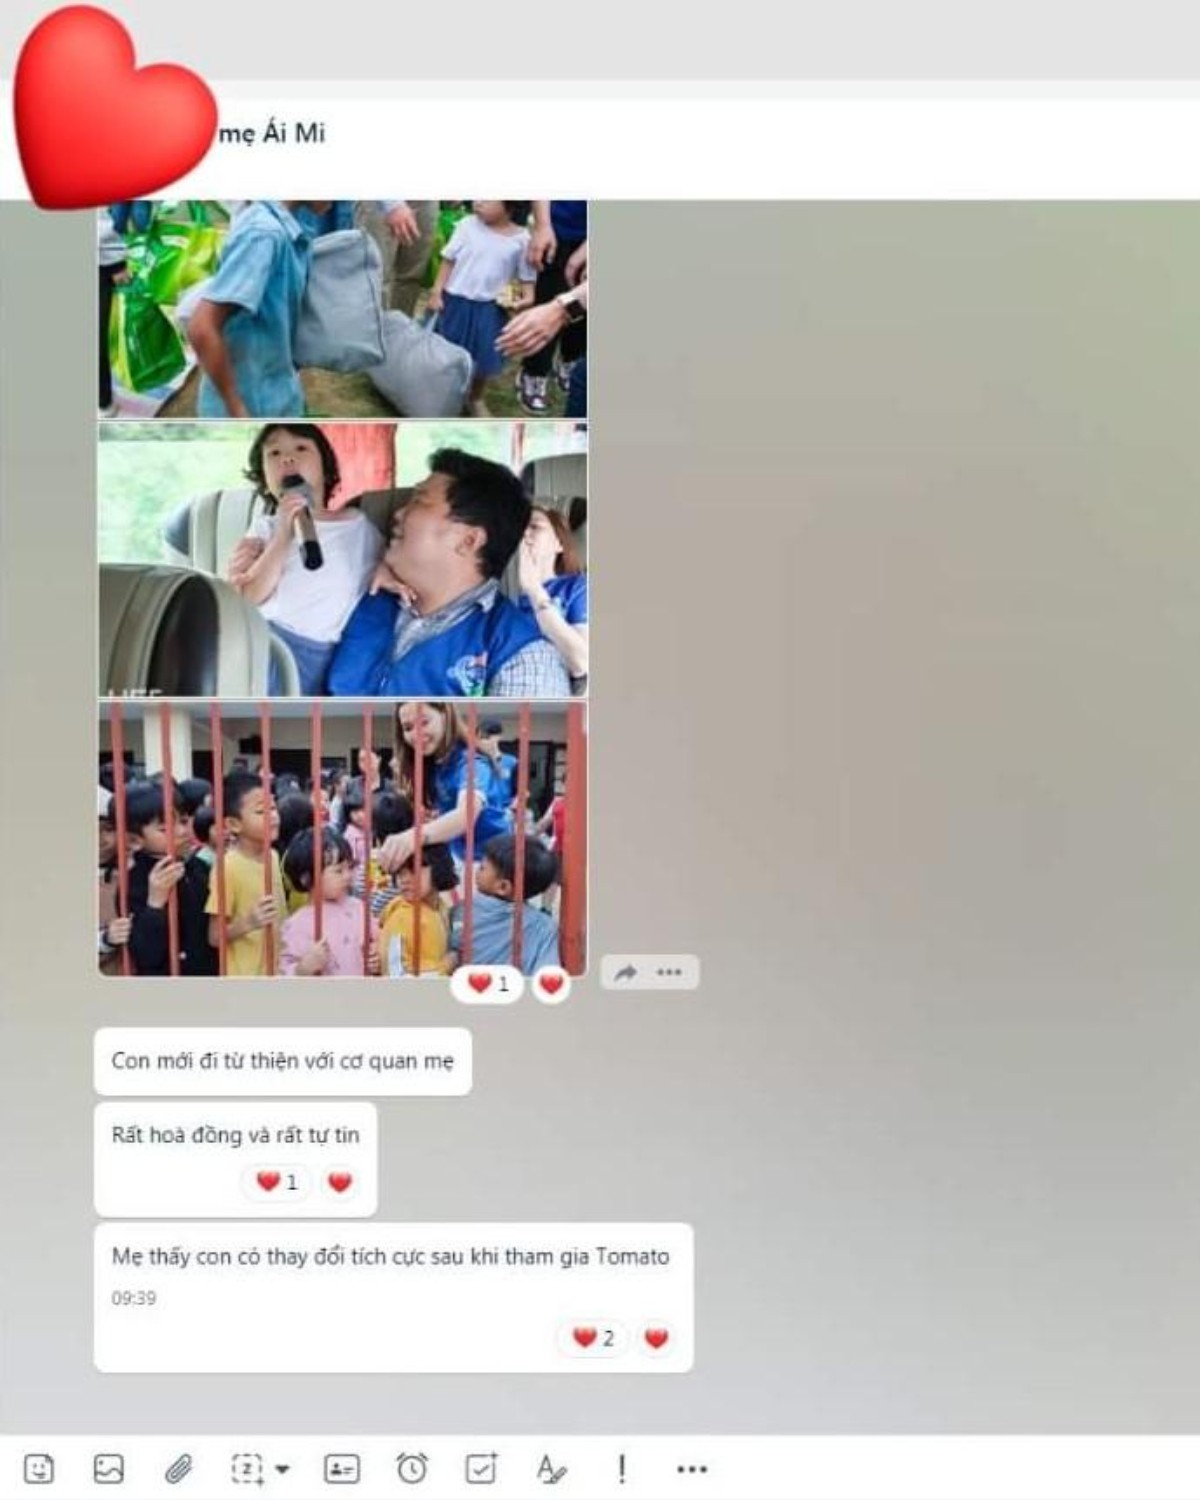 mẹ Ái Mi
1
Con mới đi từ thiện với cơ quan mẹ
Rất hoà đồng và rất tự tin
1
Mẹ thấy con có thay đổi tích cực sau khi tham gia Tomato
09:39
2